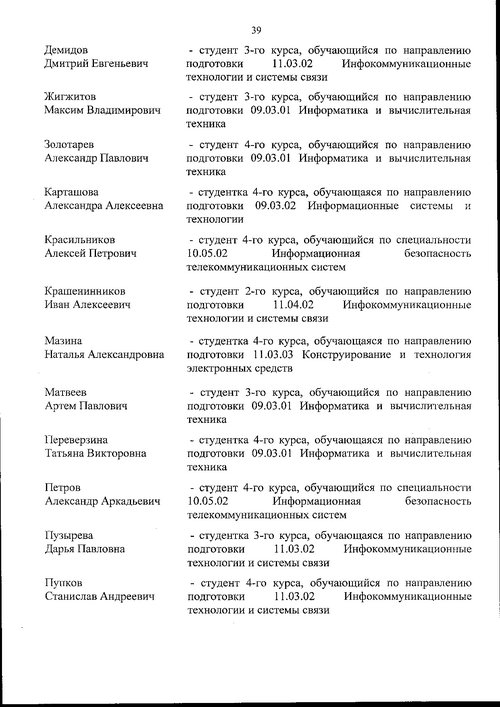 39
Демидов - студент 3-го курса, обучающийся по направлению
Дмитрий Евгеньевич подготовки 11.03.02 Инфокоммуникационные
технологии и системы связи
Жигжитов - студент 3-го курса, обучающийся по направлению
Максим Владимирович подготовки 09.03.01 Информатика и вычислительная
техника
Золотарев - студент 4-го курса, обучающийся по направлению
Александр Павлович подготовки 09.03.01 Информатика и вычислительная
техника
Карташова - студентка 4-го курса, обучающаяся по направлению
Александра Алексеевна подготовки 09.03.02 Информационные системы и
технологии
Красильников - студент 4-го курса, обучающийся по специальности
Алексей Петрович 10.05.02 Информационная безопасность
телекоммуникационных систем
Крашенинников - студент 2-го курса, обучающийся по направлению
Иван Алексеевич подготовки 11.04.02 Инфокоммуникационные
технологии и системы связи
Мазина - студентка 4-го курса, обучающаяся по направлению
Наталья Александровна подготовки 11.03.03 Конструирование и технология
электронных средств
Матвеев - студент 3-го курса, обучающийся по направлению
Артем Павлович подготовки 09.03.01 Информатика и вычислительная
техника
Переверзина - студентка 4-го курса, обучающаяся по направлению
Татьяна Викторовна подготовки 09.03.01 Информатика и вычислительная
техника
Петров - студент 4-го курса, обучающийся по специальности
Александр Аркадьевич 10.05.02 Информационная безопасность
телекоммуникационных систем
Пузырева - студентка 3-го курса, обучающаяся по направлению
Дарья Павловна подготовки 11.03.02 Инфокоммуникационные
технологии и системы связи
Пупков - студент 4-го курса, обучающийся по направлению
Станислав Андреевич подготовки 11.03.02 Инфокоммуникационные
технологии и системы связи